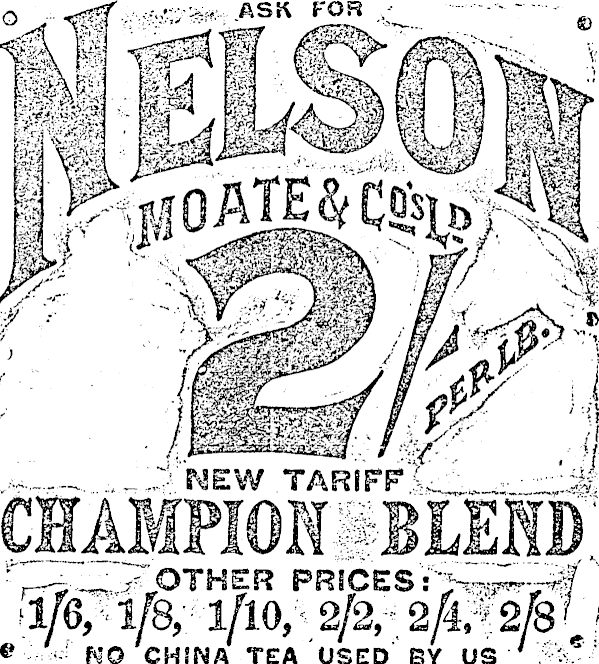 ASK FOR
NELSON
MOATE & Co's LD
2/-
PER LB.
NEW TARIFF
CHAMPION BLEND
OTHER PRICES:
1/6, 1/8, 1/10, 2/2, 2/4, 2/8
NO CHINA TEA USED BY US